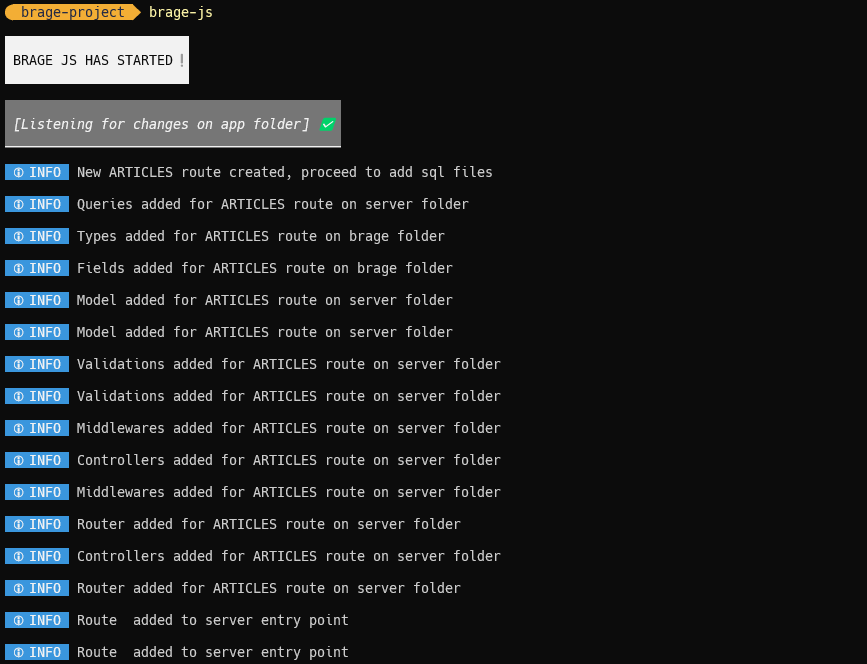 brage-project brage-js
BRAGE JS HAS STARTED !
[Listening for changes on app folder] ✅
ℹ INFO New ARTICLES route created, proceed to add sql files
ℹ INFO Queries added for ARTICLES route on server folder
ℹ INFO Types added for ARTICLES route on brage folder
ℹ INFO Fields added for ARTICLES route on brage folder
ℹ INFO Model added for ARTICLES route on server folder
ℹ INFO Model added for ARTICLES route on server folder
ℹ INFO Validations added for ARTICLES route on server folder
ℹ INFO Validations added for ARTICLES route on server folder
ℹ INFO Middlewares added for ARTICLES route on server folder
ℹ INFO Controllers added for ARTICLES route on server folder
ℹ INFO Middlewares added for ARTICLES route on server folder
ℹ INFO Router added for ARTICLES route on server folder
ℹ INFO Controllers added for ARTICLES route on server folder
ℹ INFO Router added for ARTICLES route on server folder
ℹ INFO Route  added to server entry point
ℹ INFO Route  added to server entry point